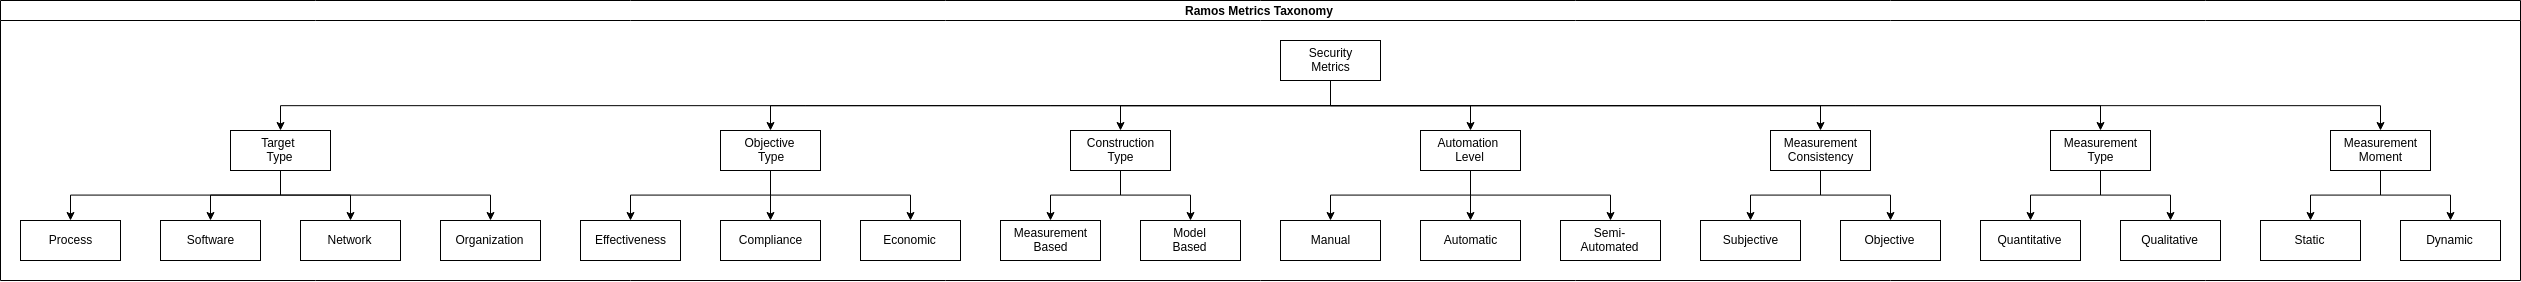 Ramos Metrics Taxonomy
Security
Metrics
Target
Type
Objective
Type
Construction
Type
Automation
Level
Measurement
Consistency
Measurement
Type
Measurement
Moment
Process
Software
Network
Organization
Effectiveness
Compliance
Economic
Measurement
Based
Model
Based
Manual
Automatic
Semi-
Automated
Subjective
Objective
Quantitative
Qualitative
Static
Dynamic